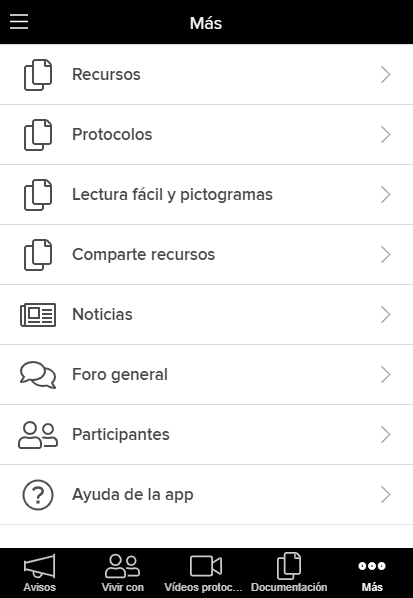 Más
Recursos
Protocolos
Lectura fácil y pictogramas
Comparte recursos
Noticias
Foro general
Participantes
Ayuda de la app
Avisos
Vivir con
Vídeos protoc...
Documentación
Más